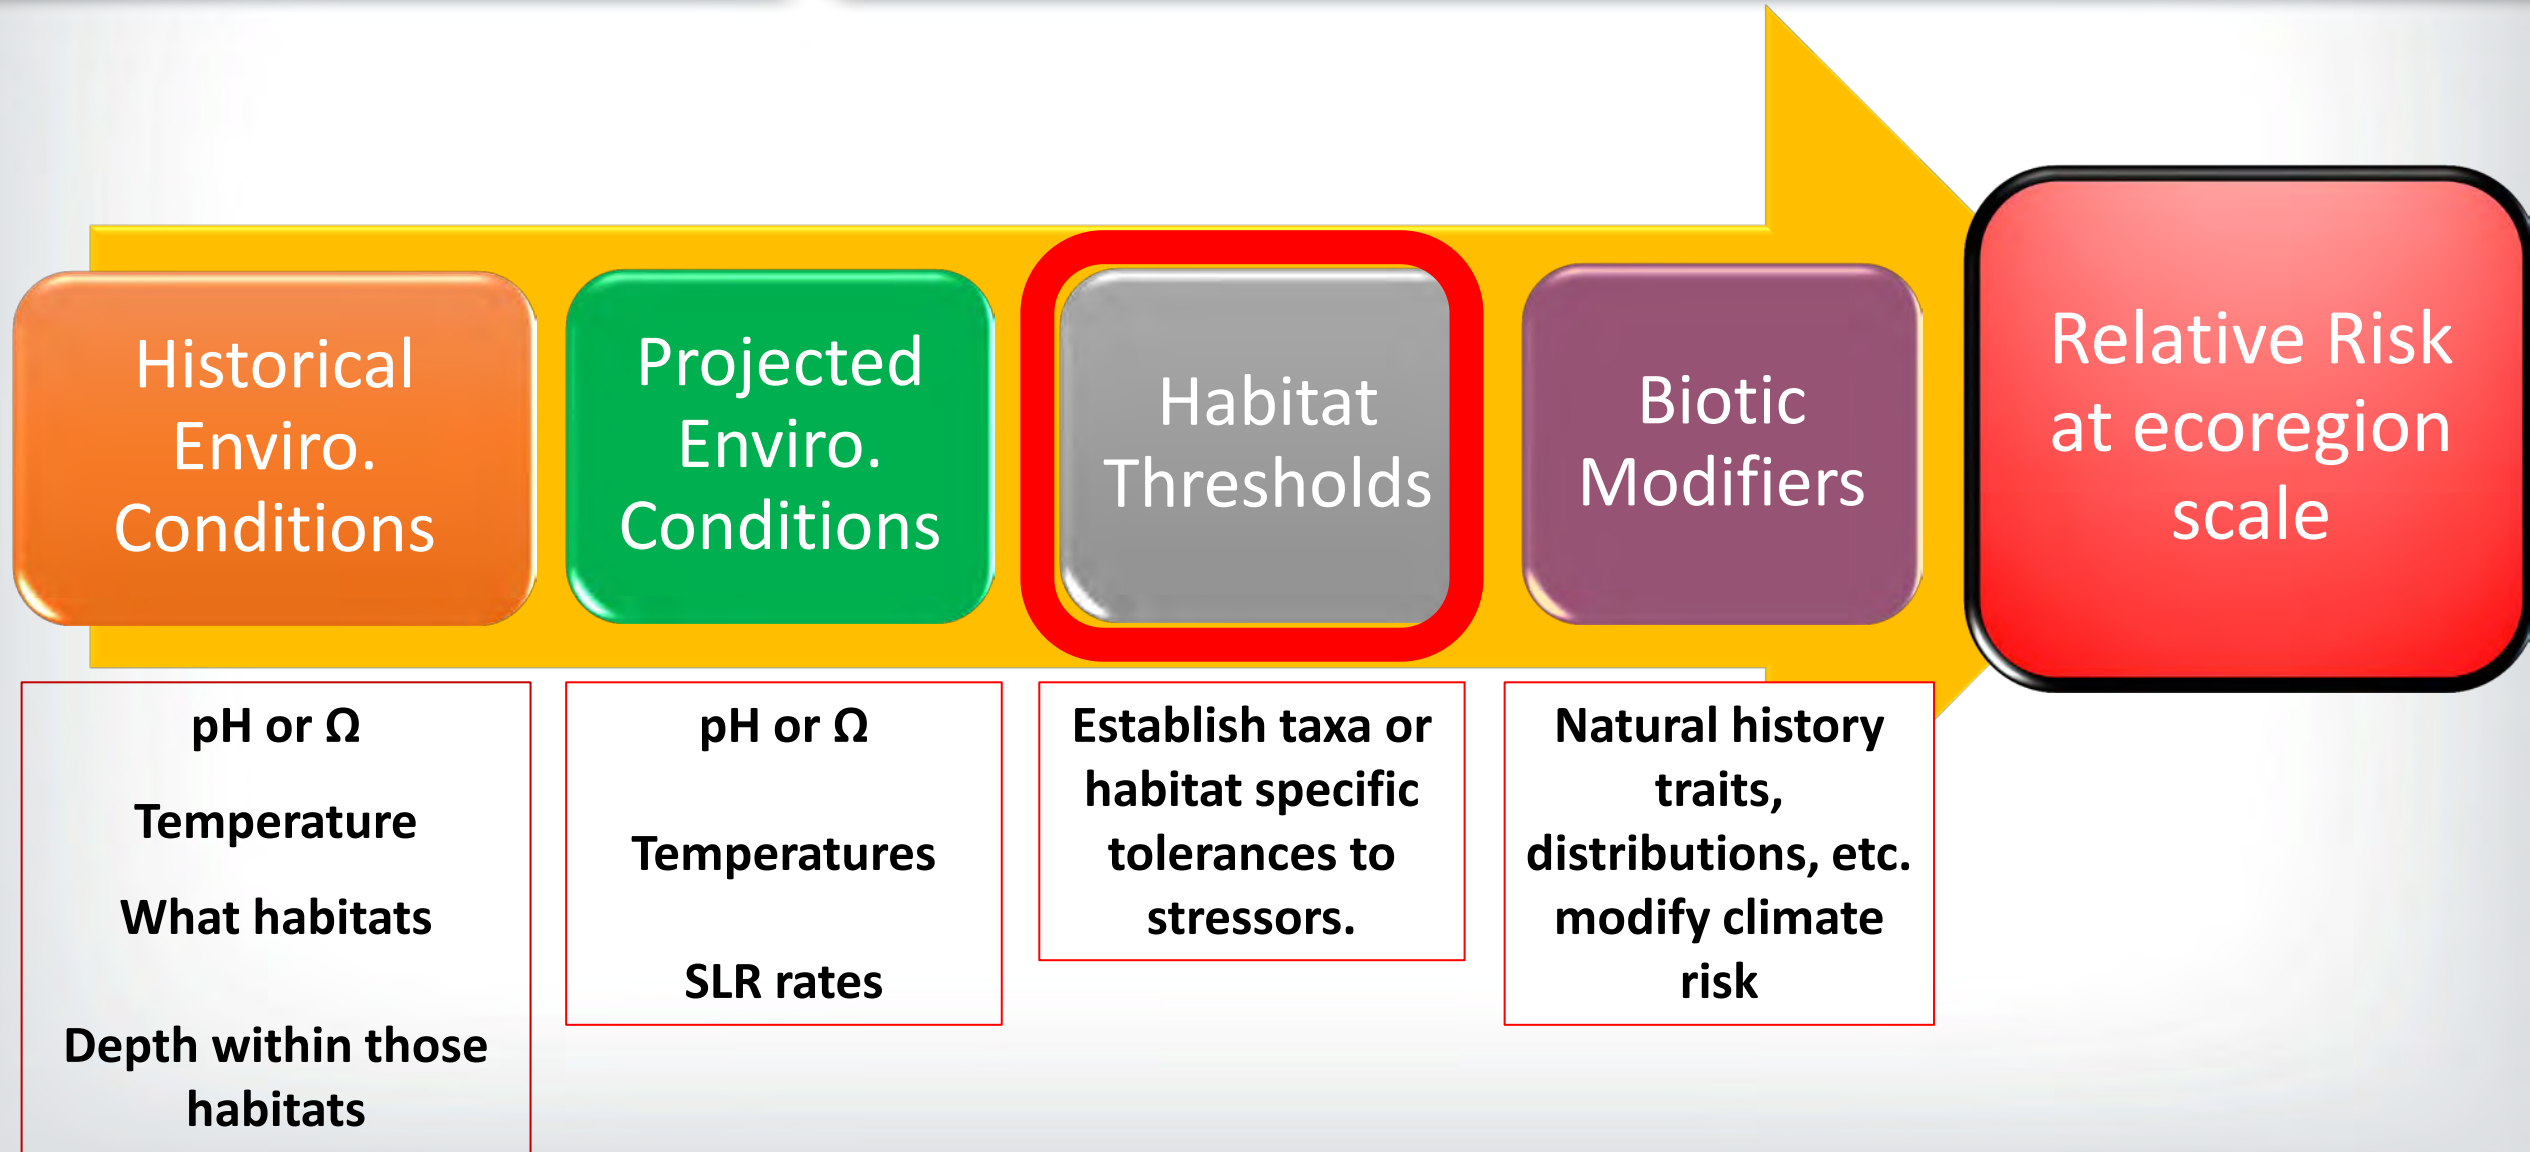 Historical
Enviro.
Conditions
Projected
Enviro.
Conditions
Habitat
Thresholds
Biotic
Modifiers
Relative Risk
at ecoregion
scale
pH or Ω
Temperature
What habitats
Depth within those
habitats
pH or Ω
Temperatures
SLR rates
Establish taxa or
habitat specific
tolerances to
stressors.
Natural history
traits,
distributions, etc.
modify climate
risk